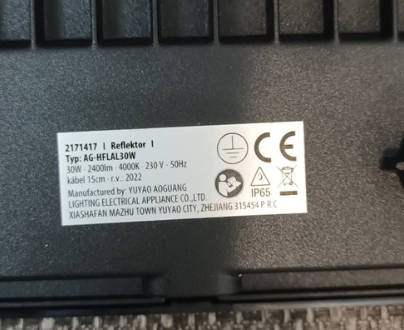 2171417 | Reflektor |
Typ: AG-HFLAL30W
30W · 2400lm · 4000K · 230 V ~ 50Hz
kábel 15cm · r.v.: 2022
Manufactured by: YUYAO AOGUANG
LIGHTING ELECTRICAL APPLIANCE CO.,LTD.
XIASHAFAN MAZHU TOWN YUYAO CITY, ZHEJIANG 315454 P R C
CE
IP65